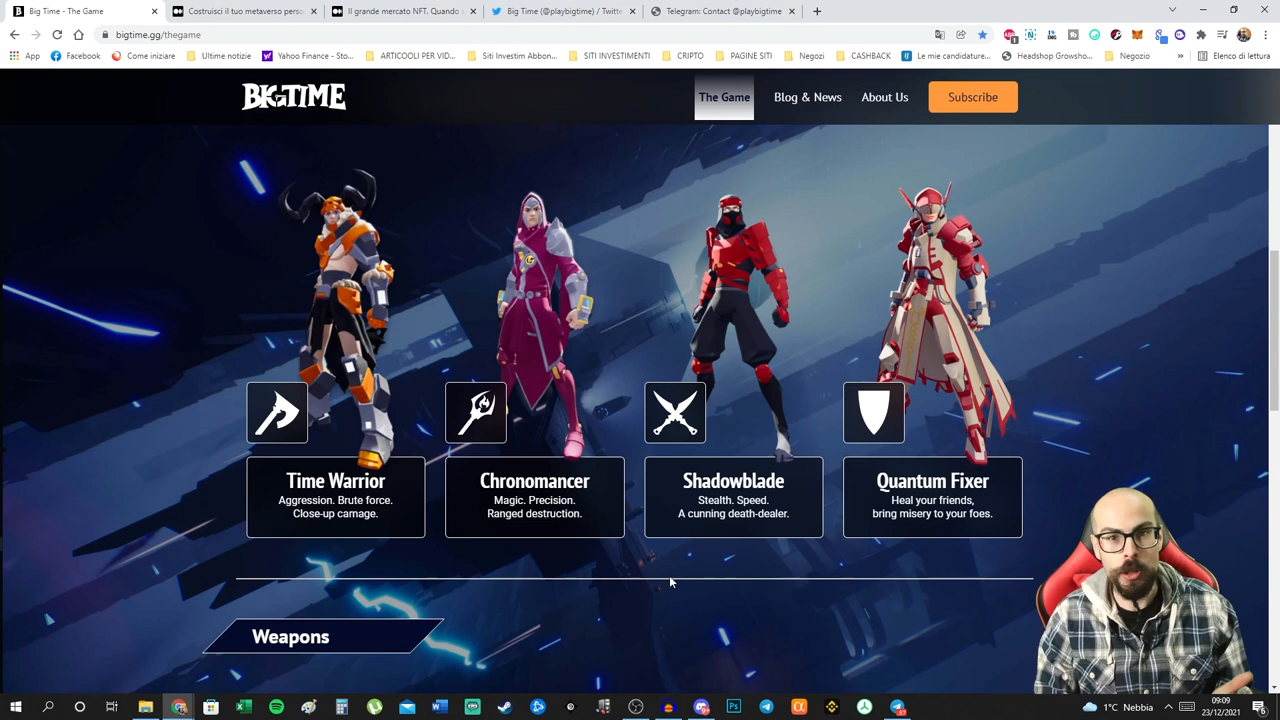 Big Time - The Game
Costruisci il tuo metaverso perso
Il grande mercato NFT. Quando s
Big Time (@playbigtime) / Twitte
Telegram: Contact @playbigtime
bigtime.gg/thegame
App
Facebook
Come iniziare
Ultime notizie
Yahoo Finance - Sto...
ARTICOOLI PER VID...
Siti Investim Abbon...
SITI INVESTIMENTI
CRIPTO
PAGINE SITI
Negozi
CASHBACK
Le mie candidature...
Headshop Growsho...
Negozio
»
Elenco di lettura
BIGTIME
The Game
Blog & News
About Us
Subscribe
Time Warrior
Aggression. Brute force.
Close-up carnage.
Chronomancer
Magic. Precision.
Ranged destruction.
Shadowblade
Stealth. Speed.
A cunning death-dealer.
Quantum Fixer
Heal your friends,
bring misery to your foes.
Weapons
1°C Nebbia
09:09
23/12/2021